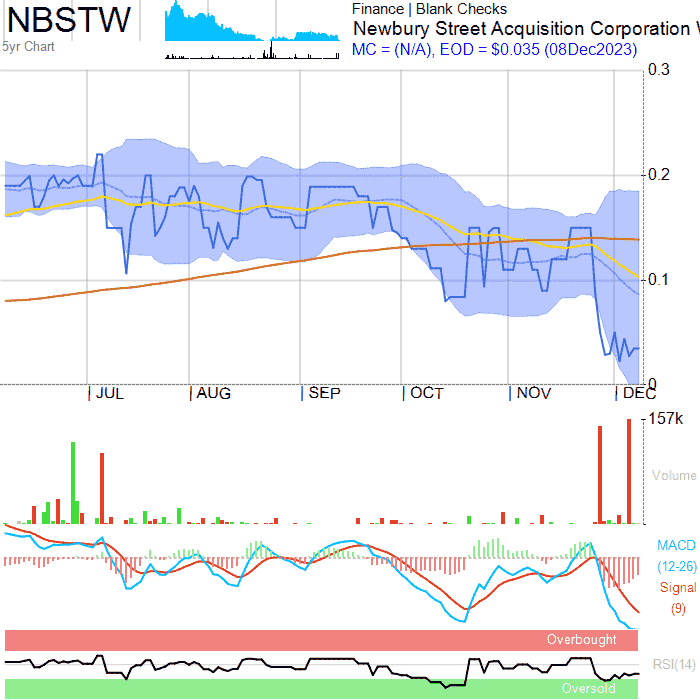 NBSTW
5yr Chart
Finance | Blank Checks
Newbury Street Acquisition Corporation W
MC = (N/A), EOD = $0.035 (08Dec2023)
0.3
0.2
0.1
0
JUL AUG SEP OCT NOV DEC
157k
Volume
MACD
(12-26)
Signal
(9)
Overbought
RSI(14)
Oversold